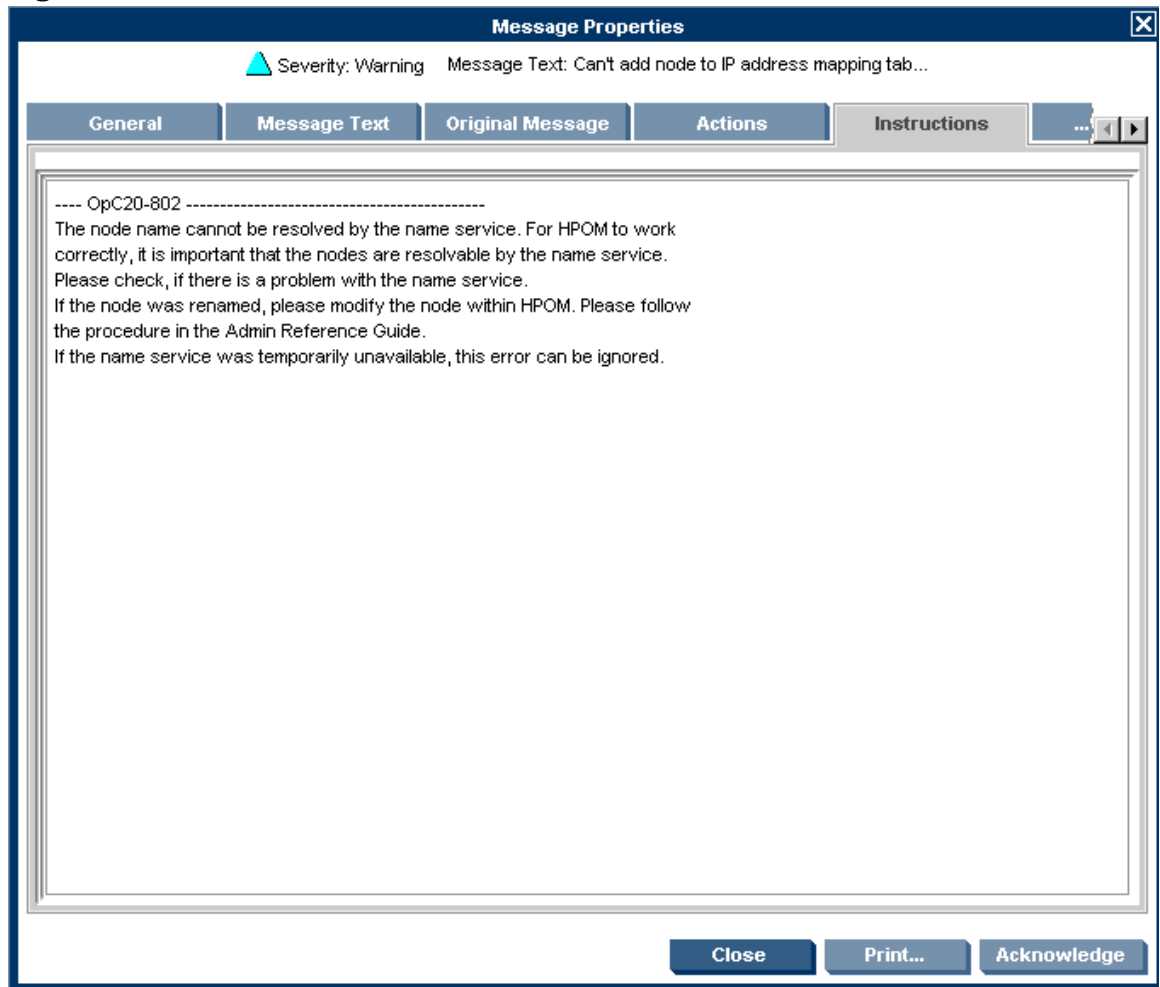 Message Properties
Severity: Warning Message Text: Can't add node to IP address mapping tab...
General Message Text Original Message Actions Instructions ...
---- OpC20-802 ------------------------------------------
The node name cannot be resolved by the name service. For HPOM to work
correctly, it is important that the nodes are resolvable by the name service.
Please check, if there is a problem with the name service.
If the node was renamed, please modify the node within HPOM. Please follow
the procedure in the Admin Reference Guide.
If the name service was temporarily unavailable, this error can be ignored.
Close Print... Acknowledge